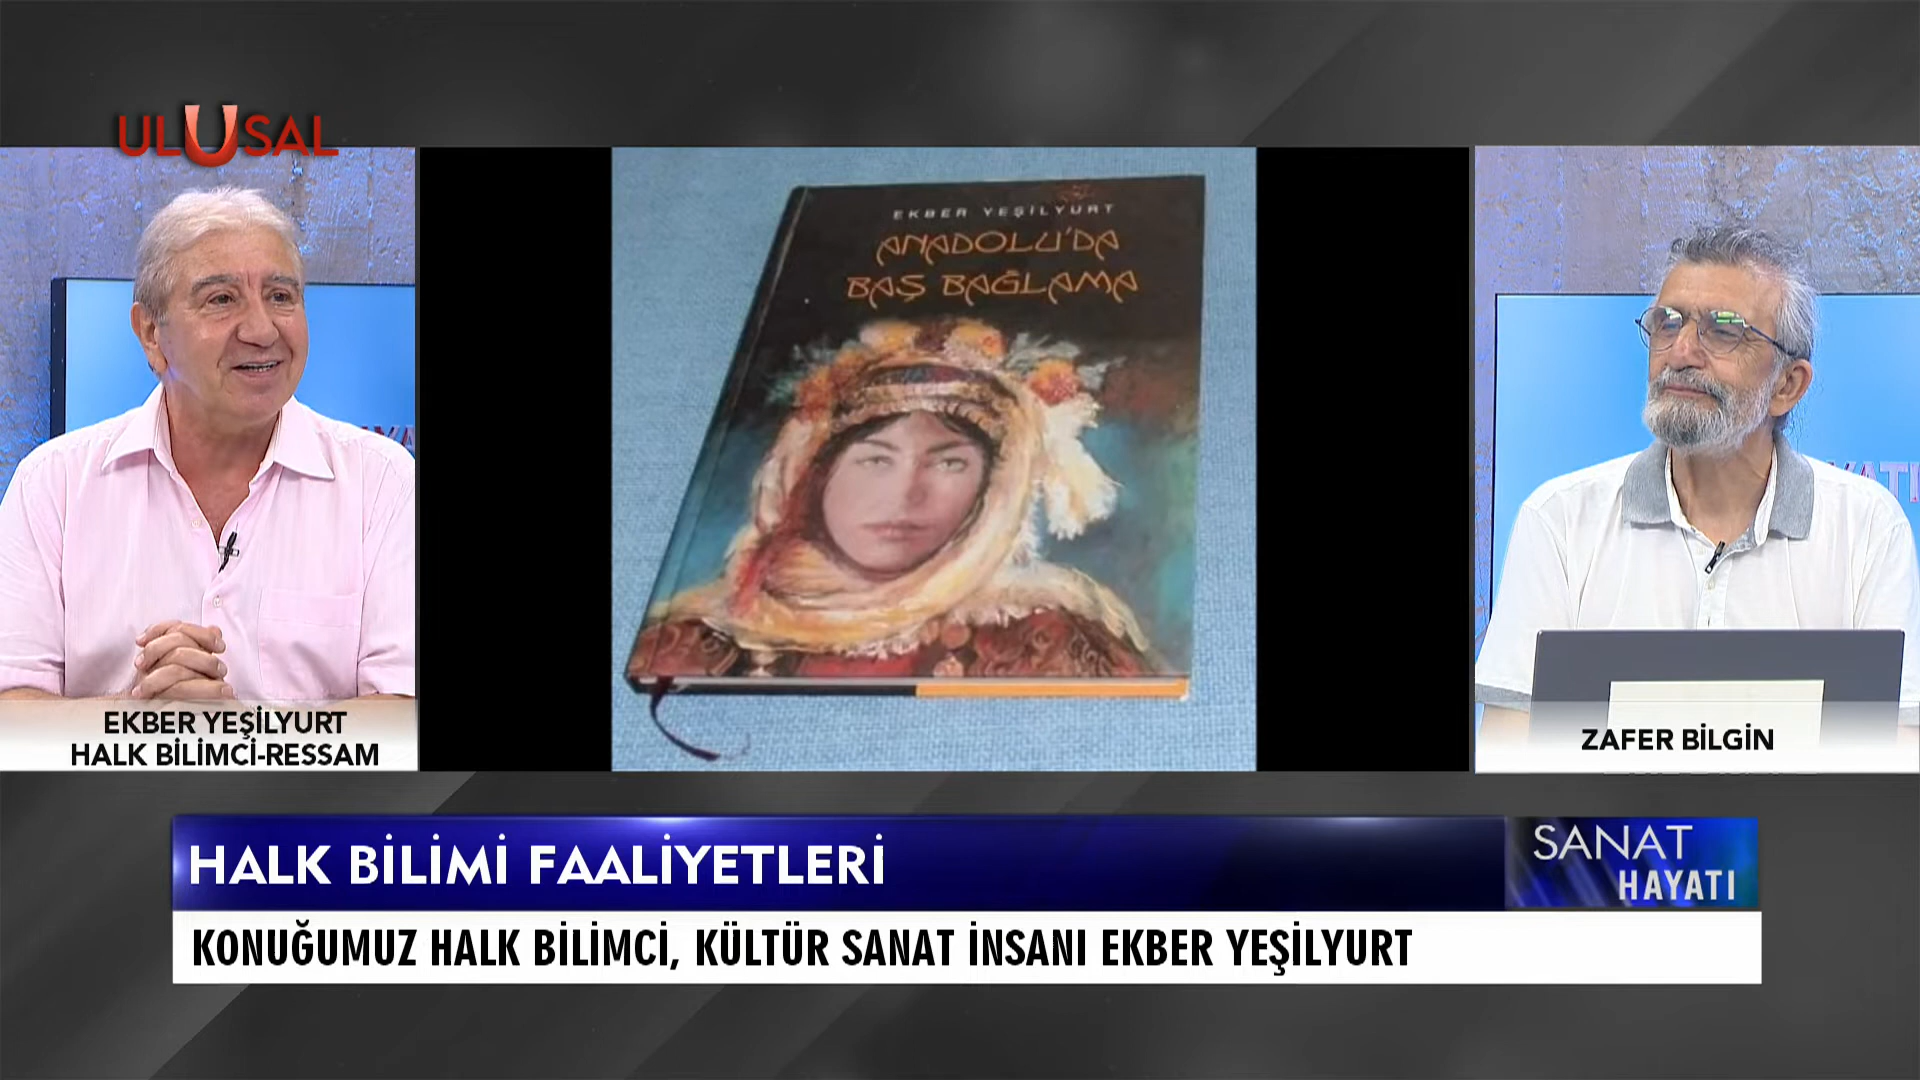 ULUSAL
EKBER YEŞİLYURT
ANADOLU'DA
BAŞ BAĞLAMA
EKBER YEŞİLYURT
HALK BİLİMCİ-RESSAM
ZAFER BİLGİN
HALK BİLİMİ FAALİYETLERİ
SANAT
HAYATI
KONUĞUMUZ HALK BİLİMCİ, KÜLTÜR SANAT İNSANI EKBER YEŞİLYURT